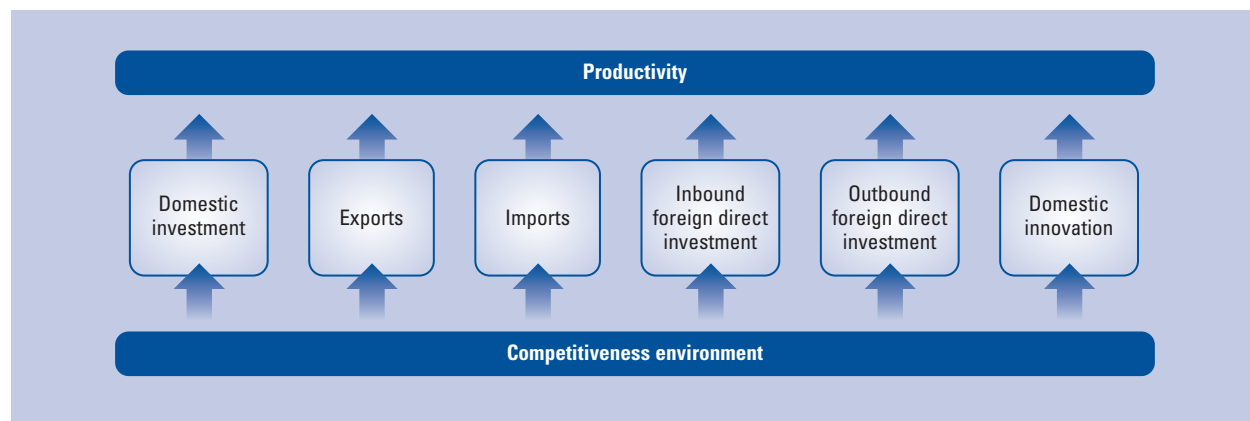 Productivity
Domestic
investment
Exports
Imports
Inbound
foreign direct
investment
Outbound
foreign direct
investment
Domestic
innovation
Competitiveness environment